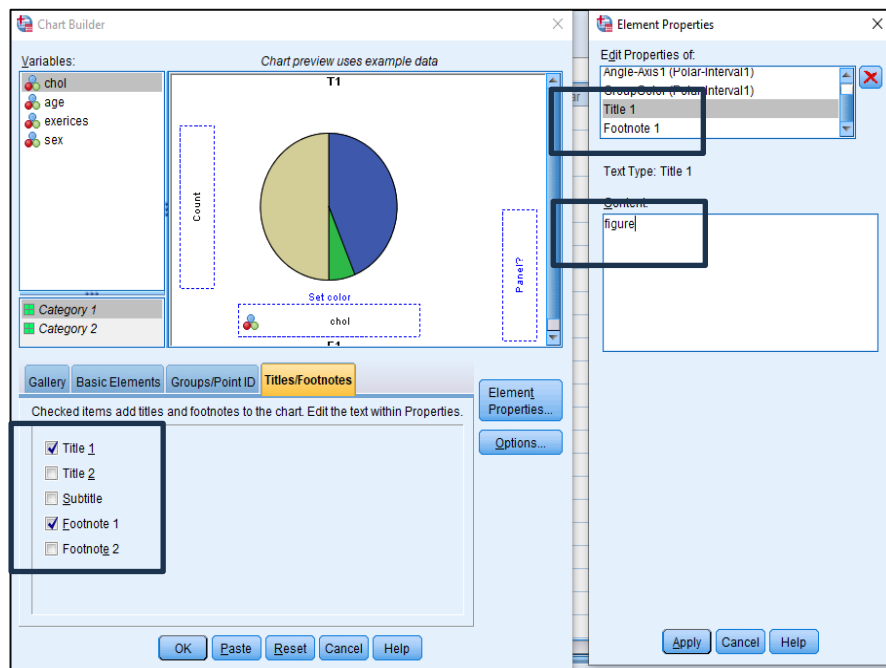 Chart Builder
Variables:
Chart preview uses example data
chol
age
exerices
sex
T1
Count
Panel?
Set color
chol
Category 1
Category 2
Gallery
Basic Elements
Groups/Point ID
Titles/Footnotes
Checked items add titles and footnotes to the chart. Edit the text within Properties.
Title 1
Title 2
Subtitle
Footnote 1
Footnote 2
Element
Properties...
Options...
OK
Paste
Reset
Cancel
Help
Element Properties
Edit Properties of:
Angle-Axis1 (Polar-Interval1)
GroupColor (Polar-Interval1)
Title 1
Footnote 1
Text Type: Title 1
Content:
figure
Apply
Cancel
Help